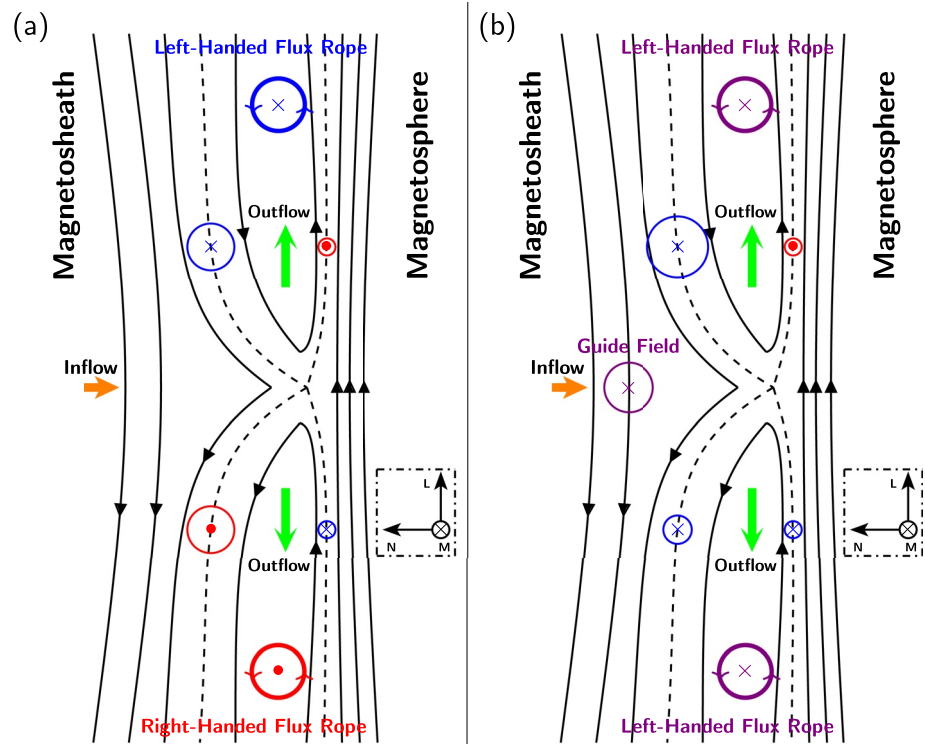 (a)
Left-Handed Flux Rope
Magnetosheath
Magnetosphere
Outflow
Inflow
L
N
M
Outflow
Right-Handed Flux Rope
(b)
Left-Handed Flux Rope
Magnetosheath
Magnetosphere
Outflow
Guide Field
Inflow
L
N
M
Outflow
Left-Handed Flux Rope